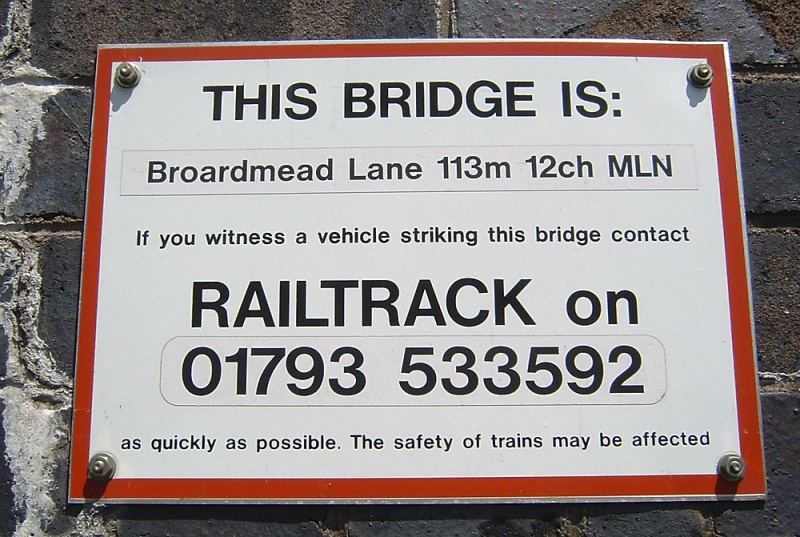 THIS BRIDGE IS:
Broardmead Lane 113m 12ch MLN
If you witness a vehicle striking this bridge contact
RAILTRACK on
01793 533592
as quickly as possible. The safety of trains may be affected